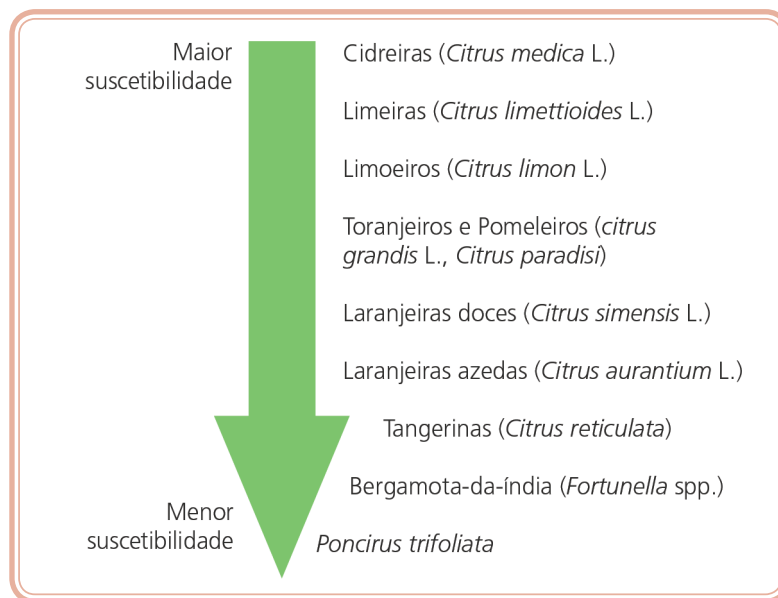 Maior
suscetibilidade
Cidreiras (Citrus medica L.)
Limeiras (Citrus limettioides L.)
Limoeiros (Citrus limon L.)
Toranjeiros e Pomeleiros (citrus
grandis L., Citrus paradisi)
Laranjeiras doces (Citrus simensis L.)
Laranjeiras azedas (Citrus aurantium L.)
Tangerinas (Citrus reticulata)
Bergamota-da-índia (Fortunella spp.)
Menor
suscetibilidade
Poncirus trifoliata